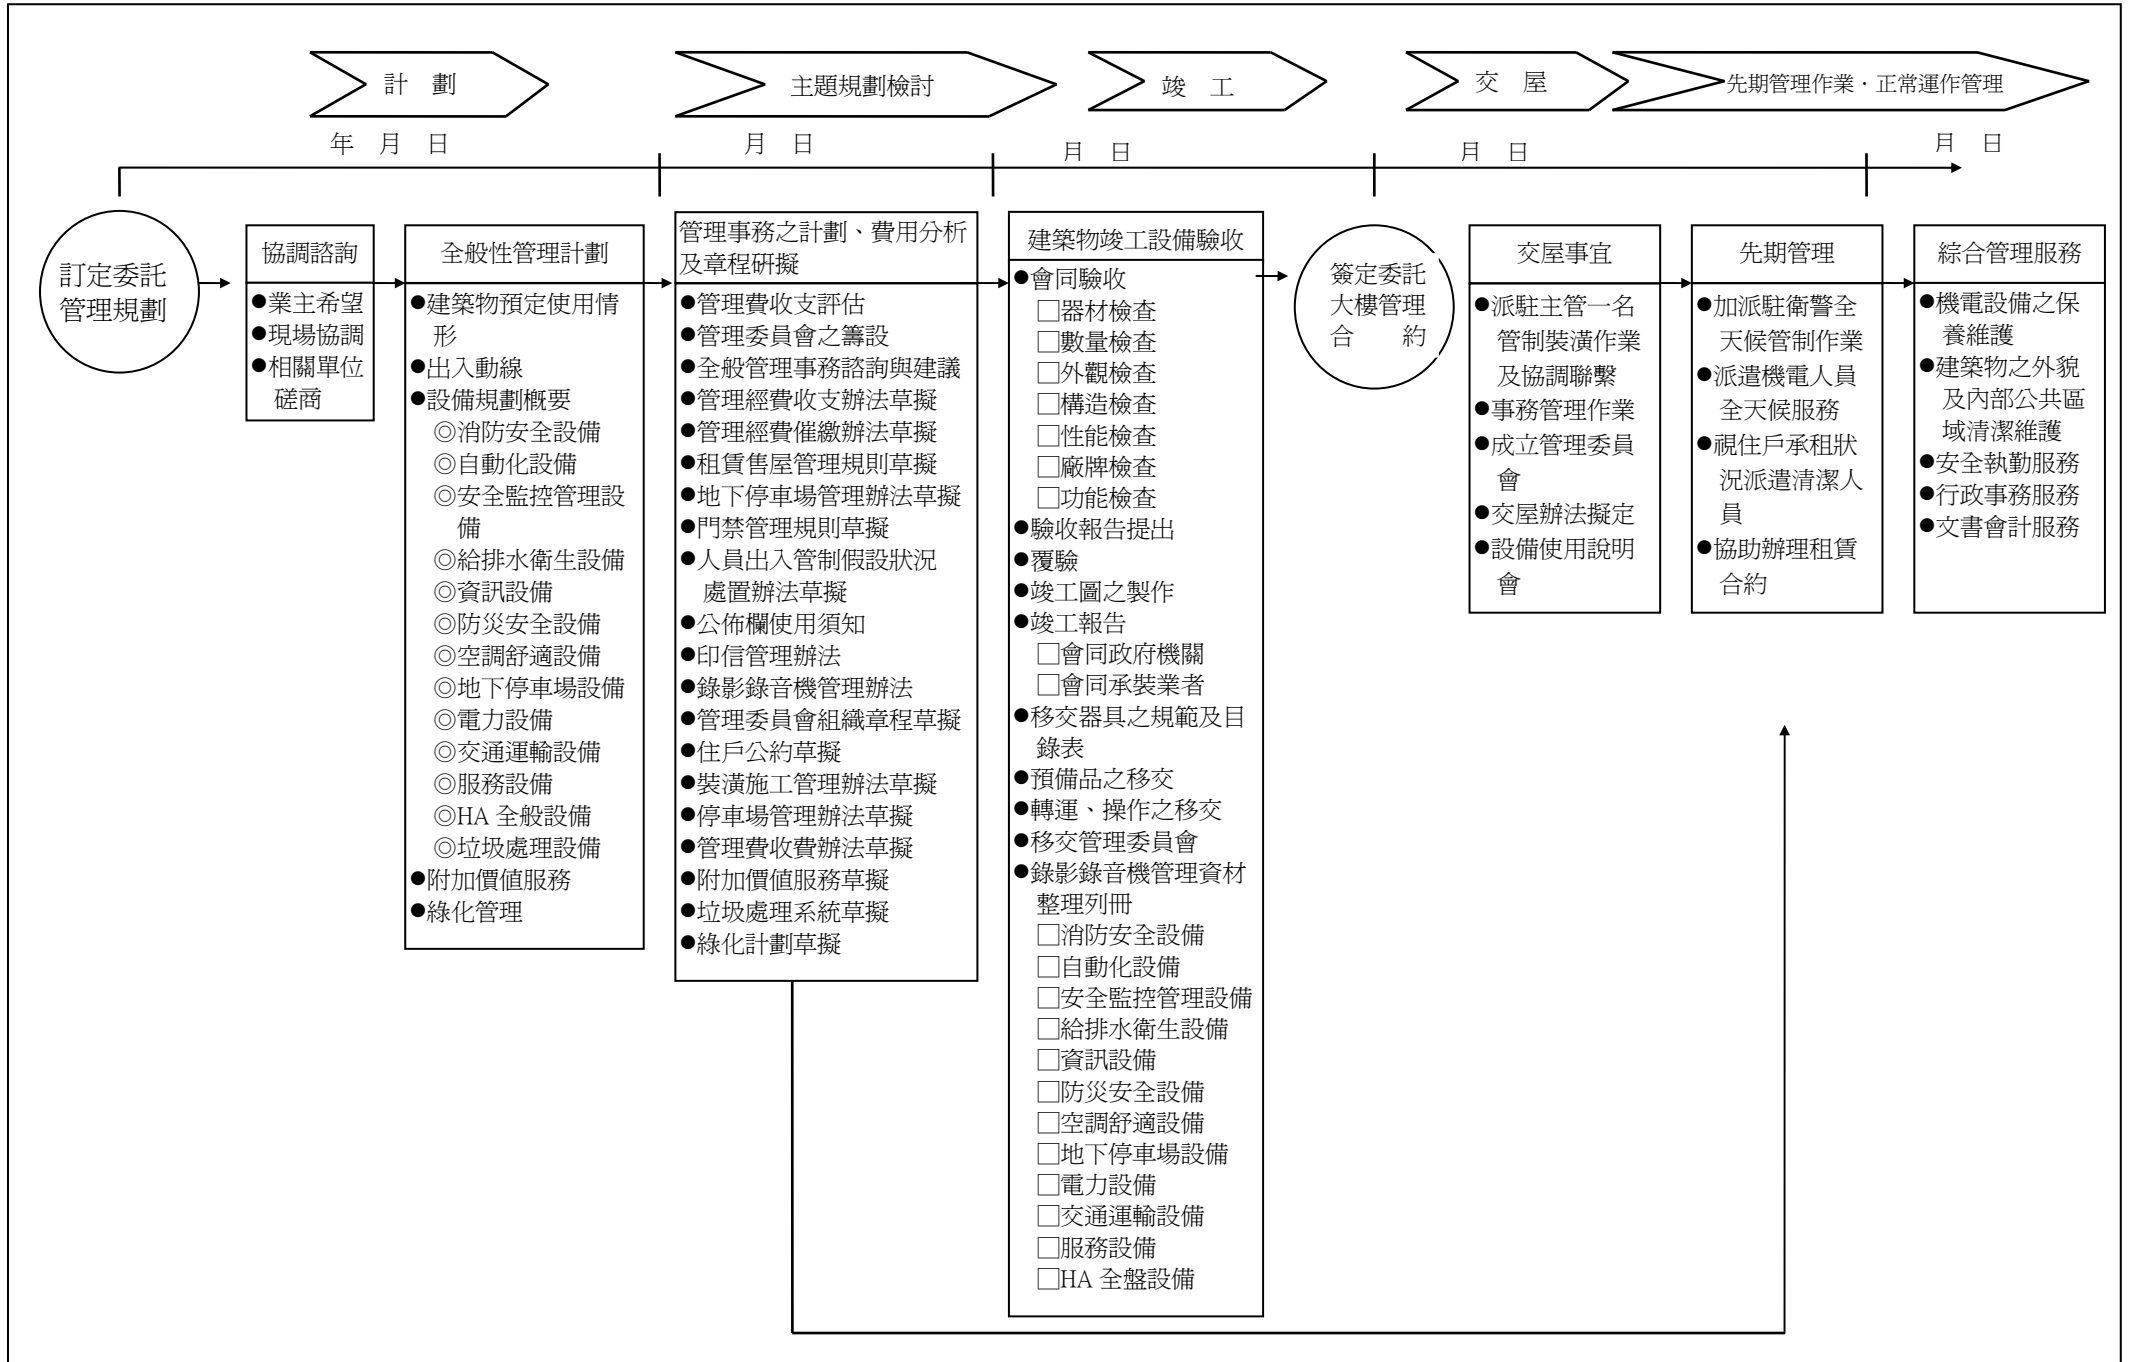 計　劃
主題規劃檢討
竣　工
交　屋
先期管理作業．正常運作管理
年　月　日
月　日
月　日
月　日
月　日
訂定委託
管理規劃
協調諮詢
●業主希望
●現場協調
●相關單位
磋商
全般性管理計劃
●建築物預定使用情
形
●出入動線
●設備規劃概要
◎消防安全設備
◎自動化設備
◎安全監控管理設
備
◎給排水衛生設備
◎資訊設備
◎防災安全設備
◎空調舒適設備
◎地下停車場設備
◎電力設備
◎交通運輸設備
◎服務設備
◎HA 全般設備
◎垃圾處理設備
●附加價值服務
●綠化管理
管理事務之計劃、費用分析
及章程研擬
●管理費收支評估
●管理委員會之籌設
●全般管理事務諮詢與建議
●管理經費收支辦法草擬
●管理經費催繳辦法草擬
●租賃售屋管理規則草擬
●地下停車場管理辦法草擬
●門禁管理規則草擬
●人員出入管制假設狀況
處置辦法草擬
●公佈欄使用須知
●印信管理辦法
●錄影錄音機管理辦法
●管理委員會組織章程草擬
●住戶公約草擬
●裝潢施工管理辦法草擬
●停車場管理辦法草擬
●管理費收費辦法草擬
●附加價值服務草擬
●垃圾處理系統草擬
●綠化計劃草擬
建築物竣工設備驗收
●會同驗收
□器材檢查
□數量檢查
□外觀檢查
□構造檢查
□性能檢查
□廠牌檢查
□功能檢查
●驗收報告提出
●覆驗
●竣工圖之製作
●竣工報告
□會同政府機關
□會同承裝業者
●移交器具之規範及目
錄表
●預備品之移交
●轉運、操作之移交
●移交管理委員會
●錄影錄音機管理資材
整理列冊
□消防安全設備
□自動化設備
□安全監控管理設備
□給排水衛生設備
□資訊設備
□防災安全設備
□空調舒適設備
□地下停車場設備
□電力設備
□交通運輸設備
□服務設備
□HA 全盤設備
簽定委託
大樓管理
合　　約
交屋事宜
●派駐主管一名
管制裝潢作業
及協調聯繫
●事務管理作業
●成立管理委員
會
●交屋辦法擬定
●設備使用說明
會
先期管理
●加派駐衛警全
天候管制作業
●派遣機電人員
全天候服務
●視住戶承租狀
況派遣清潔人
員
●協助辦理租賃
合約
綜合管理服務
●機電設備之保
養維護
●建築物之外貌
及內部公共區
域清潔維護
●安全執勤服務
●行政事務服務
●文書會計服務